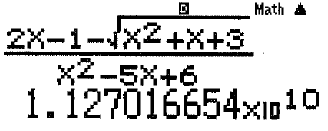 D Math ▲
2X-1-√X²+X+3
X²-5X+6
1.127016654×10¹⁰